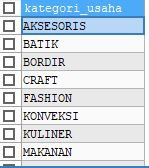 kategori_usaha
AKSESORIS
BATIK
BORDIR
CRAFT
FASHION
KONVEKSI
KULINER
MAKANAN